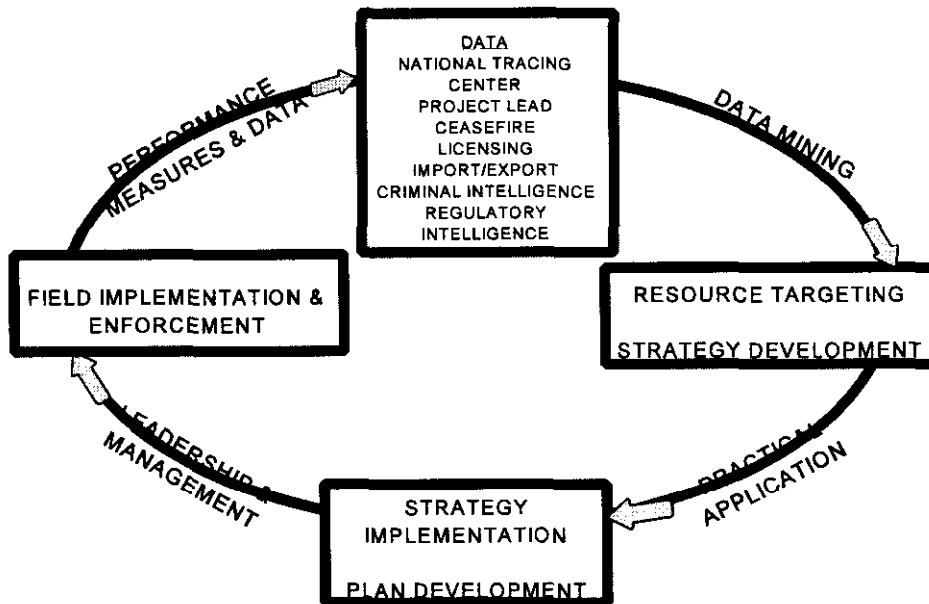 DATA
NATIONAL TRACING
CENTER
PROJECT LEAD
CEASEFIRE
LICENSING
IMPORT/EXPORT
CRIMINAL INTELLIGENCE
REGULATORY
INTELLIGENCE
DATA MINING
RESOURCE TARGETING
STRATEGY DEVELOPMENT
PRACTICAL
APPLICATION
STRATEGY
IMPLEMENTATION
PLAN DEVELOPMENT
LEADERSHIP &
MANAGEMENT
FIELD IMPLEMENTATION &
ENFORCEMENT
PERFORMANCE
MEASURES & DATA